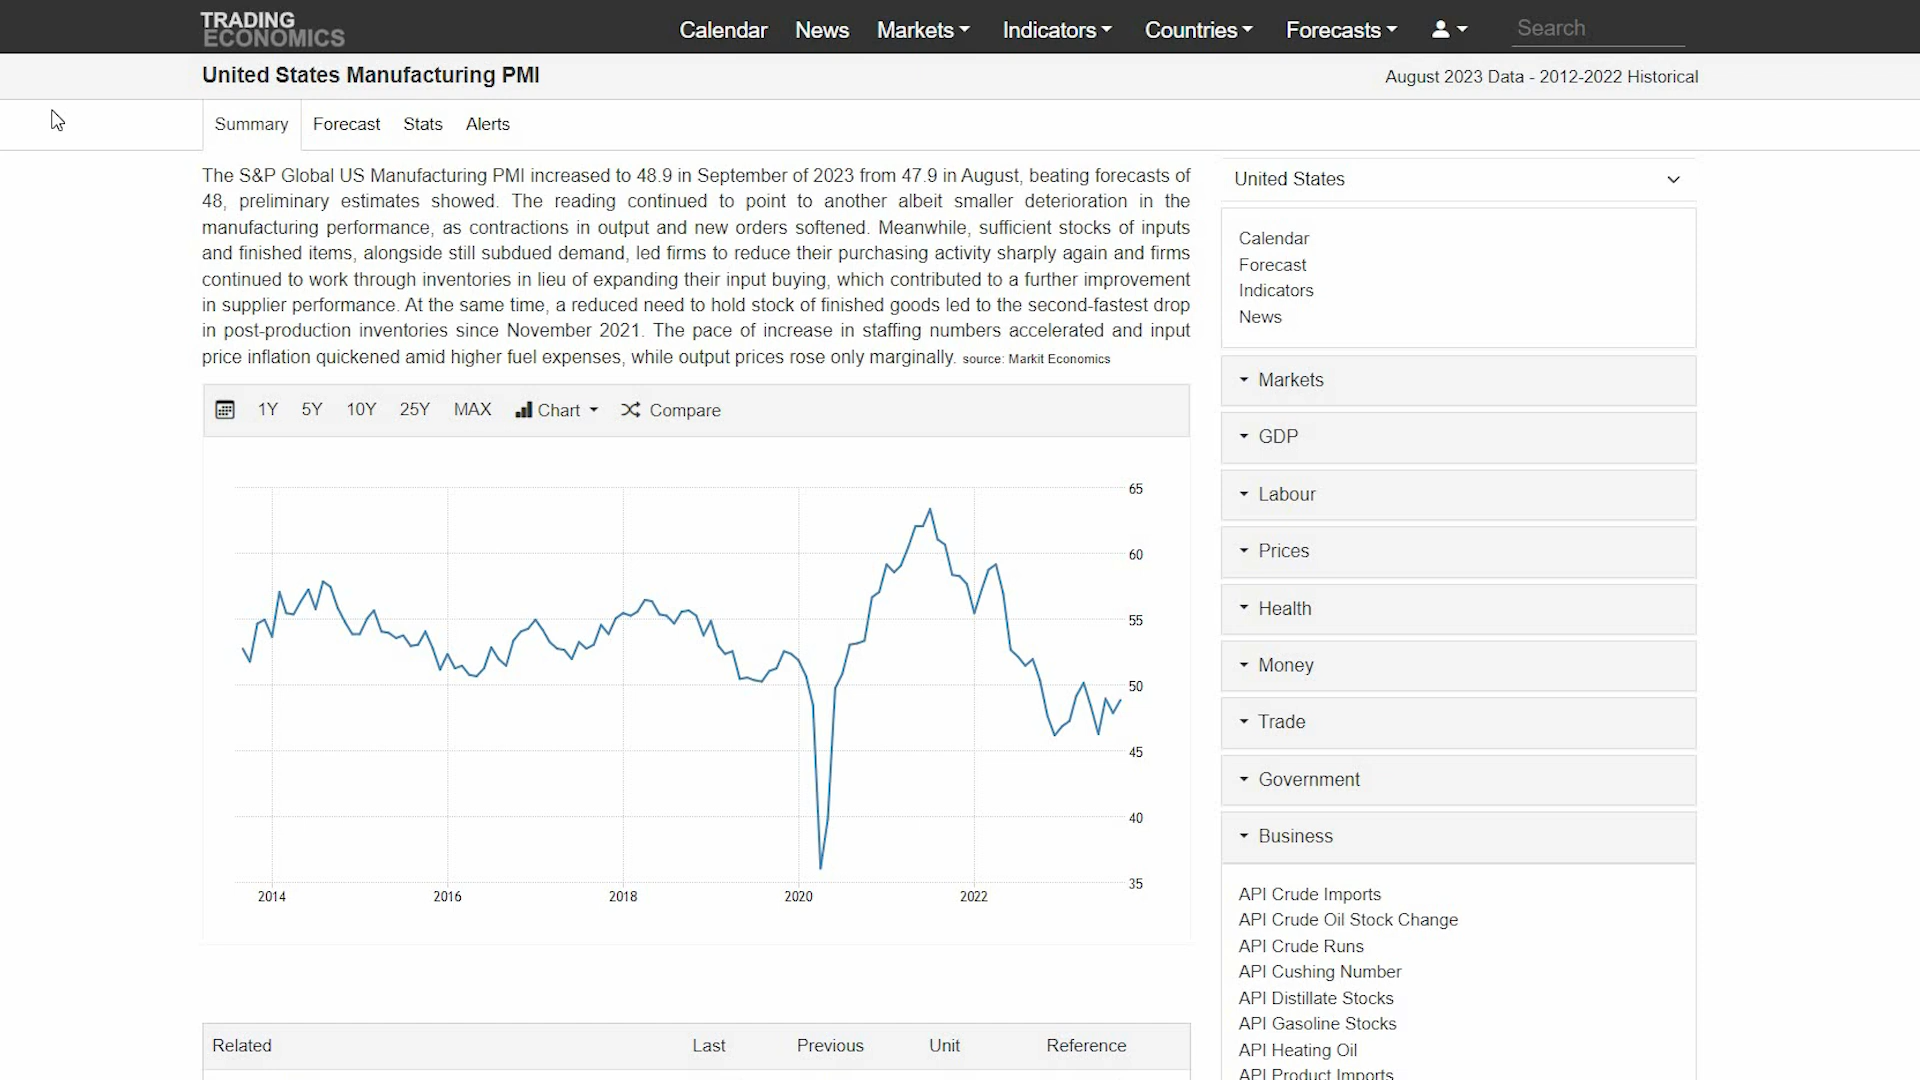 TRADING
ECONOMICS
Calendar News Markets Indicators Countries Forecasts Search
United States Manufacturing PMI
August 2023 Data - 2012-2022 Historical
Summary Forecast Stats Alerts
The S&P Global US Manufacturing PMI increased to 48.9 in September of 2023 from 47.9 in August, beating forecasts of
48, preliminary estimates showed. The reading continued to point to another albeit smaller deterioration in the
manufacturing performance, as contractions in output and new orders softened. Meanwhile, sufficient stocks of inputs
and finished items, alongside still subdued demand, led firms to reduce their purchasing activity sharply again and firms
continued to work through inventories in lieu of expanding their input buying, which contributed to a further improvement
in supplier performance. At the same time, a reduced need to hold stock of finished goods led to the second-fastest drop
in post-production inventories since November 2021. The pace of increase in staffing numbers accelerated and input
price inflation quickened amid higher fuel expenses, while output prices rose only marginally. source: Markit Economics
1Y 5Y 10Y 25Y MAX Chart Compare
65
60
55
50
45
40
35
2014 2016 2018 2020 2022
Related Last Previous Unit Reference
United States
Calendar
Forecast
Indicators
News
Markets
GDP
Labour
Prices
Health
Money
Trade
Government
Business
API Crude Imports
API Crude Oil Stock Change
API Crude Runs
API Cushing Number
API Distillate Stocks
API Gasoline Stocks
API Heating Oil
API Product Imports